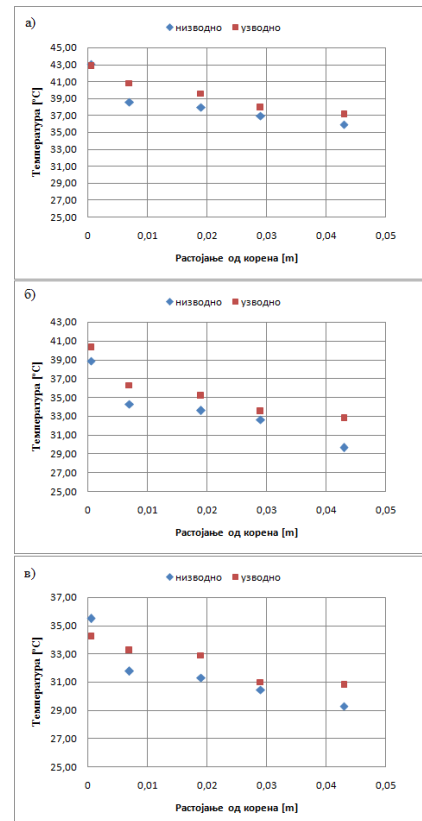 а)
низводно узводно
45,00
43,00
41,00
39,00
37,00
35,00
33,00
31,00
29,00
27,00
25,00
Температура [°C]
0 0,01 0,02 0,03 0,04 0,05
Растојање од корена [m]
б)
низводно узводно
43,00
41,00
39,00
37,00
35,00
33,00
31,00
29,00
27,00
25,00
Температура [°C]
0 0,01 0,02 0,03 0,04 0,05
Растојање од корена [m]
в)
низводно узводно
37,00
35,00
33,00
31,00
29,00
27,00
25,00
Температура [°C]
0 0,01 0,02 0,03 0,04 0,05
Растојање од корена [m]